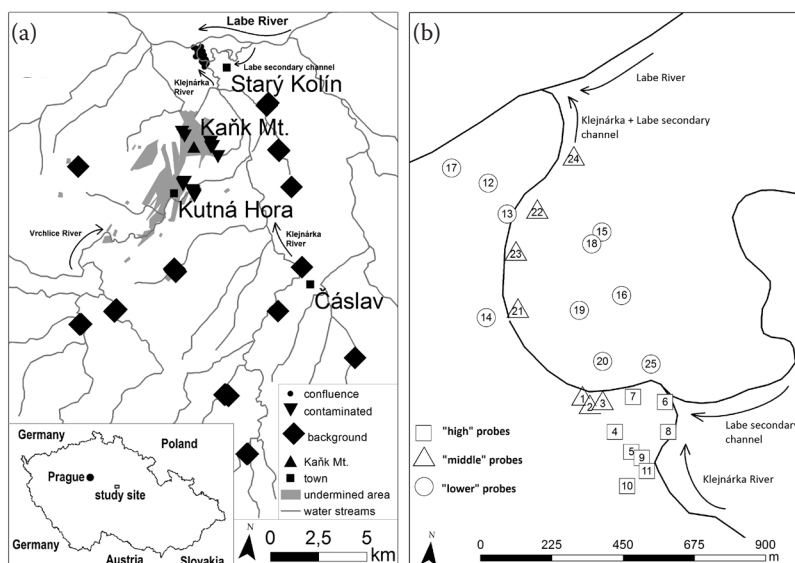 (a)
Labe River
Labe secondary channel
Klejnárka
River
Starý Kolín
Kaňk Mt.
Kutná Hora
Vrchlice River
Klejnárka
River
Čáslav
confluence
contaminated
background
Kaňk Mt.
town
undermined area
water streams
Germany
Poland
Prague
study site
Germany
Austria
Slovakia
N
0
2,5
5
km
(b)
Labe River
Klejnárka + Labe secondary
channel
24
17
12
13
22
15
18
23
16
21
14
19
20
25
1
2
3
7
6
4
8
5
9
11
10
Labe secondary
channel
Klejnárka River
"high" probes
"middle" probes
"lower" probes
N
0
225
450
675
900
m